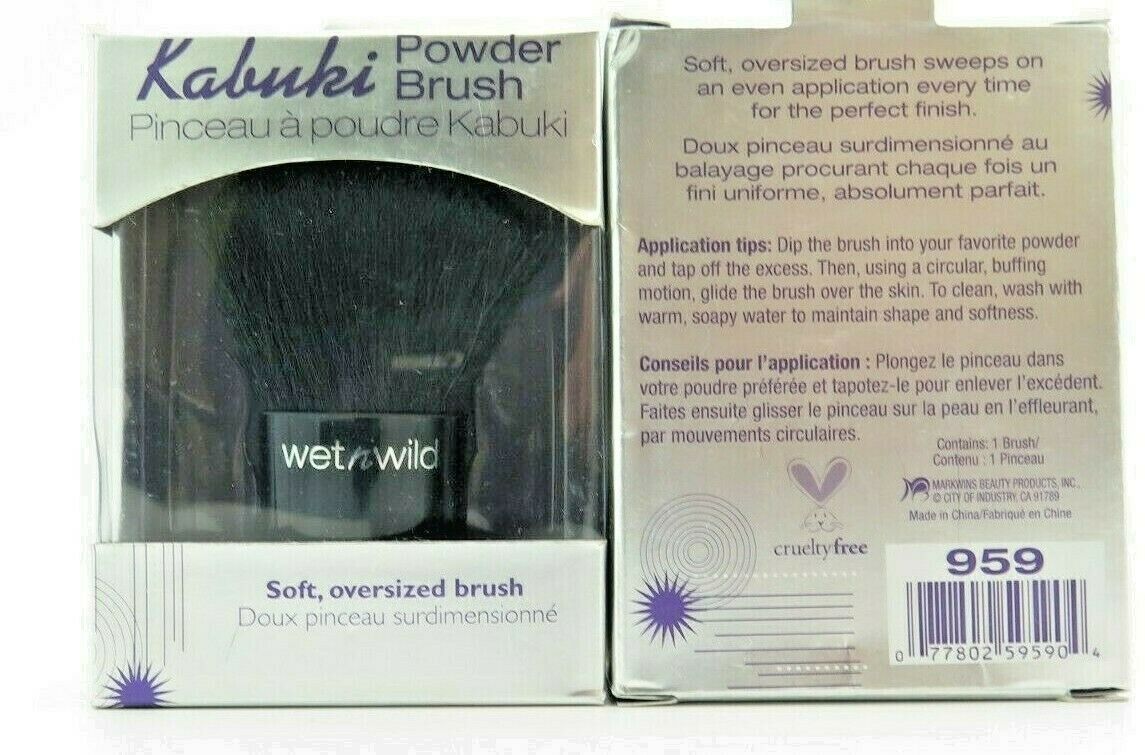 Kabuki Powder
Brush
Pinceau à poudre Kabuki
wet n wild
Soft, oversized brush
Doux pinceau surdimensionné
Soft, oversized brush sweeps on
an even application every time
for the perfect finish.
Doux pinceau surdimensionné au
balayage procurant chaque fois un
fini uniforme, absolument parfait.
Application tips: Dip the brush into your favorite powder
and tap off the excess. Then, using a circular, buffing
motion, glide the brush over the skin. To clean, wash with
warm, soapy water to maintain shape and softness.
Conseils pour l'application : Plongez le pinceau dans
votre poudre préférée et tapotez-le pour enlever l'excédent.
Faites ensuite glisser le pinceau sur la peau en l'effleurant,
par mouvements circulaires.
Contains: 1 Brush/
Contenu : 1 Pinceau
MARKWINS BEAUTY PRODUCTS, INC.,
© CITY OF INDUSTRY, CA 91789
Made in China/Fabriqué en Chine
crueltyfree
959
0 77802 59590 4